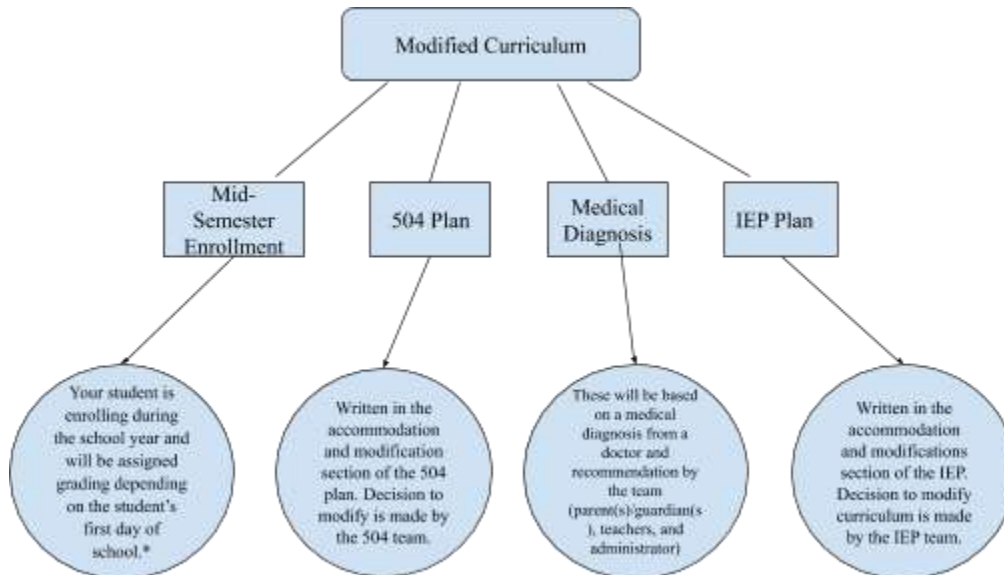 Modified Curriculum
Mid-
Semester
Enrollment
504 Plan
Medical
Diagnosis
IEP Plan
Your student is
enrolling during
the school year and
will be assigned
grading depending
on the student's
first day of
school.*
Written in the
accommodation
and modification
section of the 504
plan. Decision to
modify is made by
the 504 team.
These will be based
on a medical
diagnosis from a
doctor and
recommendation by
the team
(parent(s)/guardian(s
), teachers, and
administrator)
Written in the
accommodation
and modifications
section of the IEP.
Decision to modify
curriculum is made
by the IEP team.